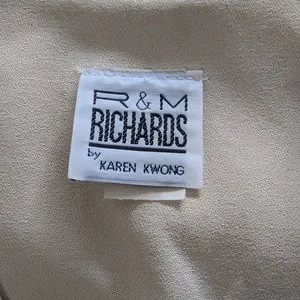 R & M
RICHARDS
by
KAREN KWONG